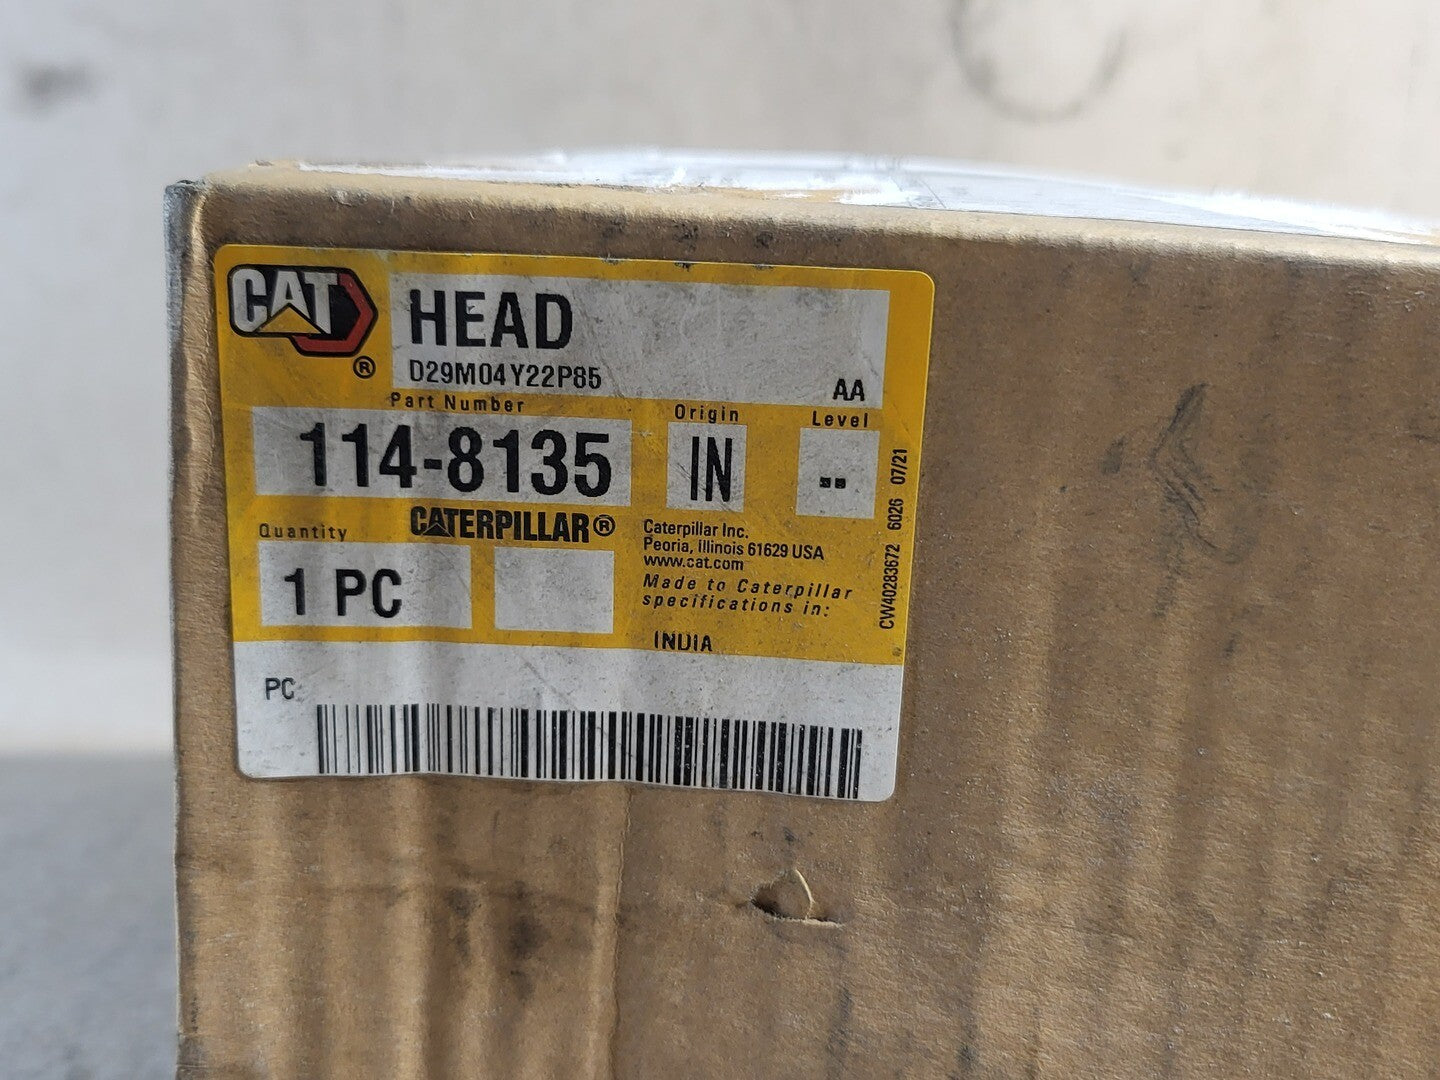 CAT
®
HEAD
D29M04Y22P85
AA
Part Number
Origin
Level
114-8135
IN
--
Quantity
CATERPILLAR®
1 PC
Caterpillar Inc.
Peoria, Illinois 61629 USA
www.cat.com
Made to Caterpillar
specifications in:
INDIA
CW40283672 6026 07/21
PC